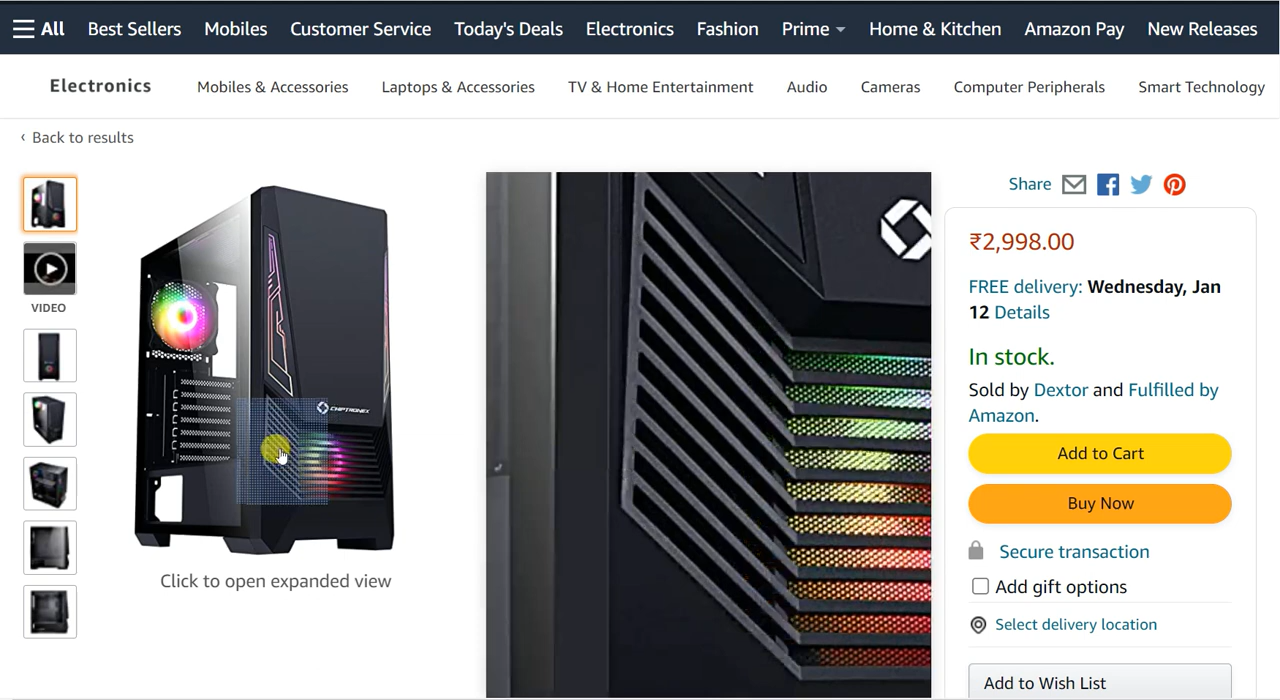 All Best Sellers Mobiles Customer Service Today's Deals Electronics Fashion Prime Home & Kitchen Amazon Pay New Releases
Electronics Mobiles & Accessories Laptops & Accessories TV & Home Entertainment Audio Cameras Computer Peripherals Smart Technology
‹ Back to results
VIDEO
CHIPTRONEX
Click to open expanded view
Share
₹2,998.00
FREE delivery: Wednesday, Jan
12 Details
In stock.
Sold by Dextor and Fulfilled by
Amazon.
Add to Cart
Buy Now
Secure transaction
Add gift options
Select delivery location
Add to Wish List